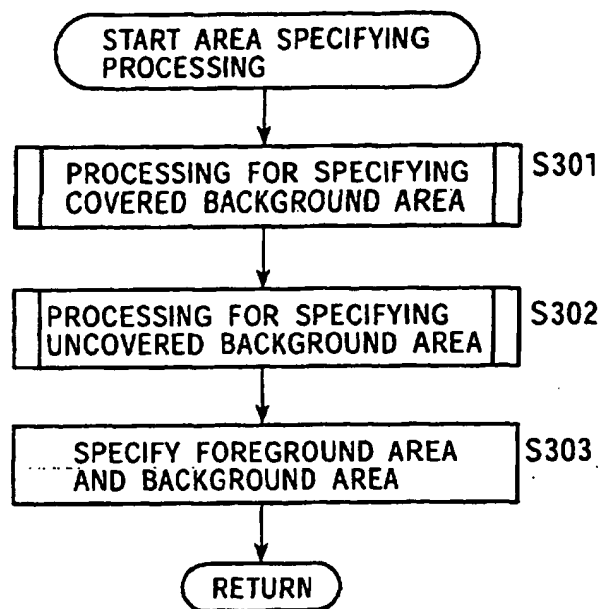 START AREA SPECIFYING
PROCESSING
PROCESSING FOR SPECIFYING
COVERED BACKGROUND AREA
S301
PROCESSING FOR SPECIFYING
UNCOVERED BACKGROUND AREA
S302
SPECIFY FOREGROUND AREA
AND BACKGROUND AREA
S303
RETURN